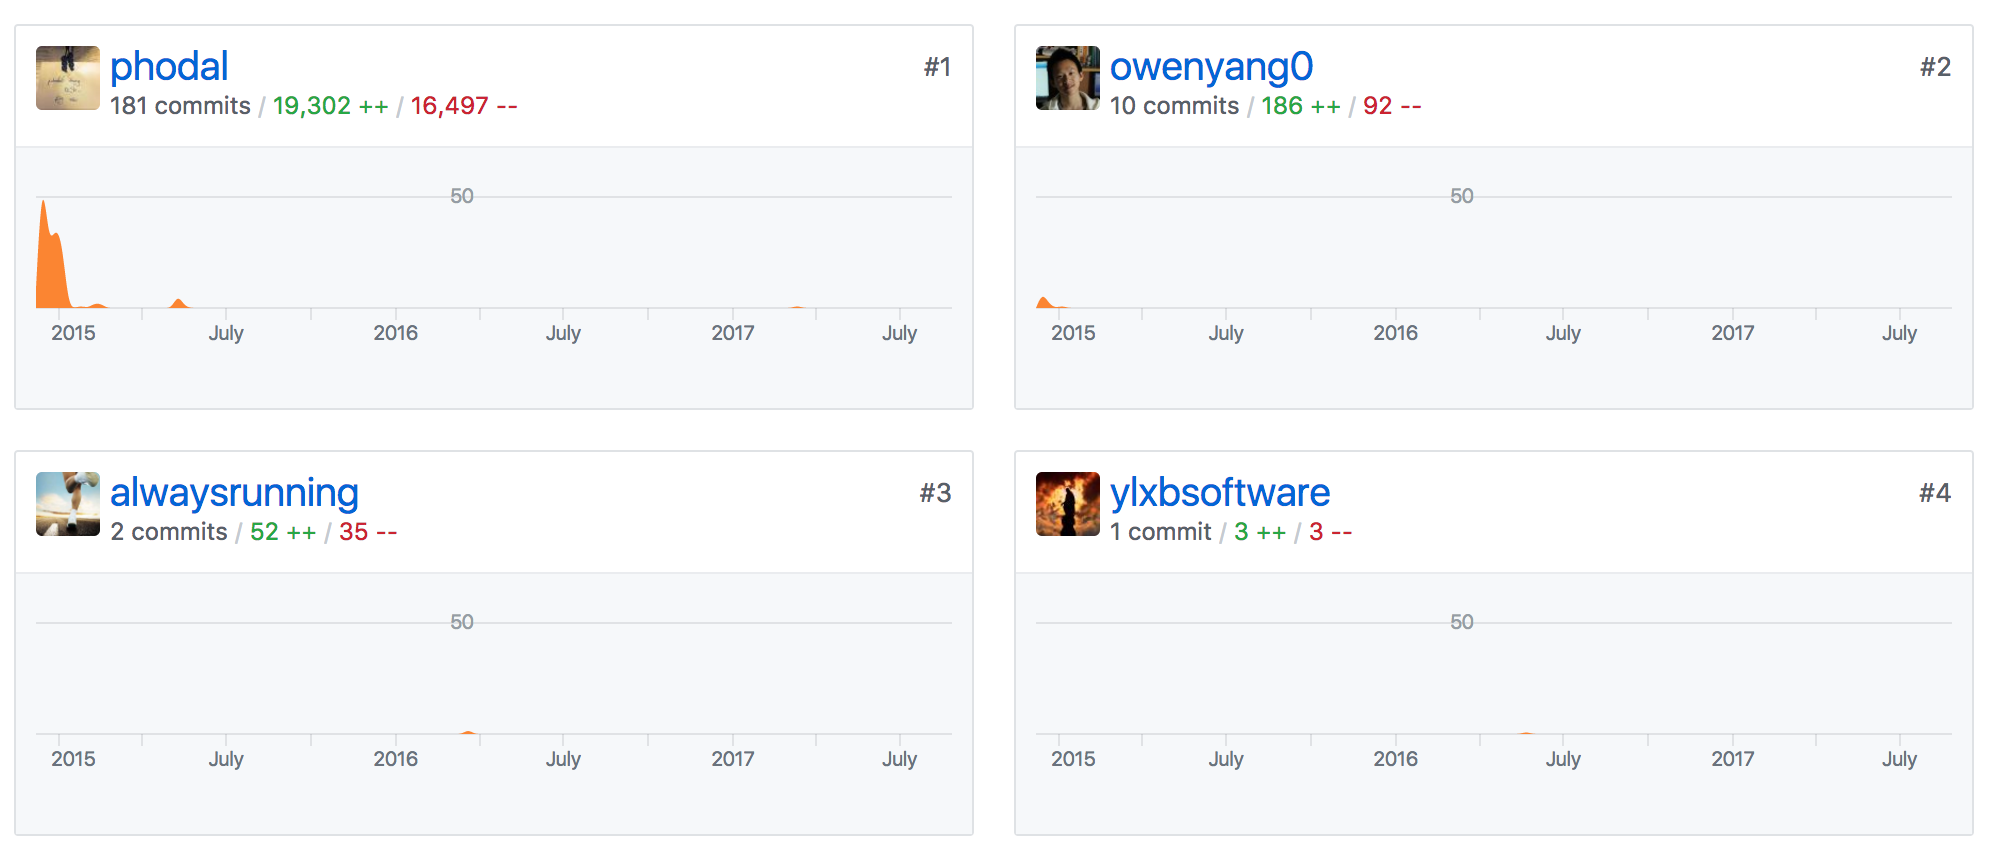 phodal
#1
181 commits / 19,302 ++ / 16,497 --
50
2015 July 2016 July 2017 July
owenyang0
#2
10 commits / 186 ++ / 92 --
50
2015 July 2016 July 2017 July
alwaysrunning
#3
2 commits / 52 ++ / 35 --
50
2015 July 2016 July 2017 July
ylxbsoftware
#4
1 commit / 3 ++ / 3 --
50
2015 July 2016 July 2017 July